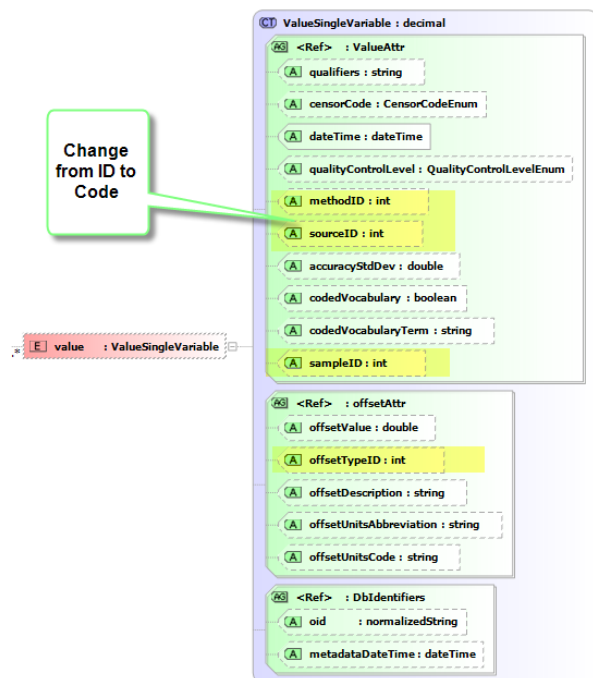 CT ValueSingleVariable : decimal
AG <Ref> : ValueAttr
A qualifiers : string
A censorCode : CensorCodeEnum
A dateTime : dateTime
A qualityControlLevel : QualityControlLevelEnum
A methodID : int
A sourceID : int
A accuracyStdDev : double
A codedVocabulary : boolean
A codedVocabularyTerm : string
A sampleID : int
Change
from ID to
Code
E value : ValueSingleVariable
AG <Ref> : offsetAttr
A offsetValue : double
A offsetTypeID : int
A offsetDescription : string
A offsetUnitsAbbreviation : string
A offsetUnitsCode : string
AG <Ref> : DbIdentifiers
A oid : normalizedString
A metadataDateTime : dateTime